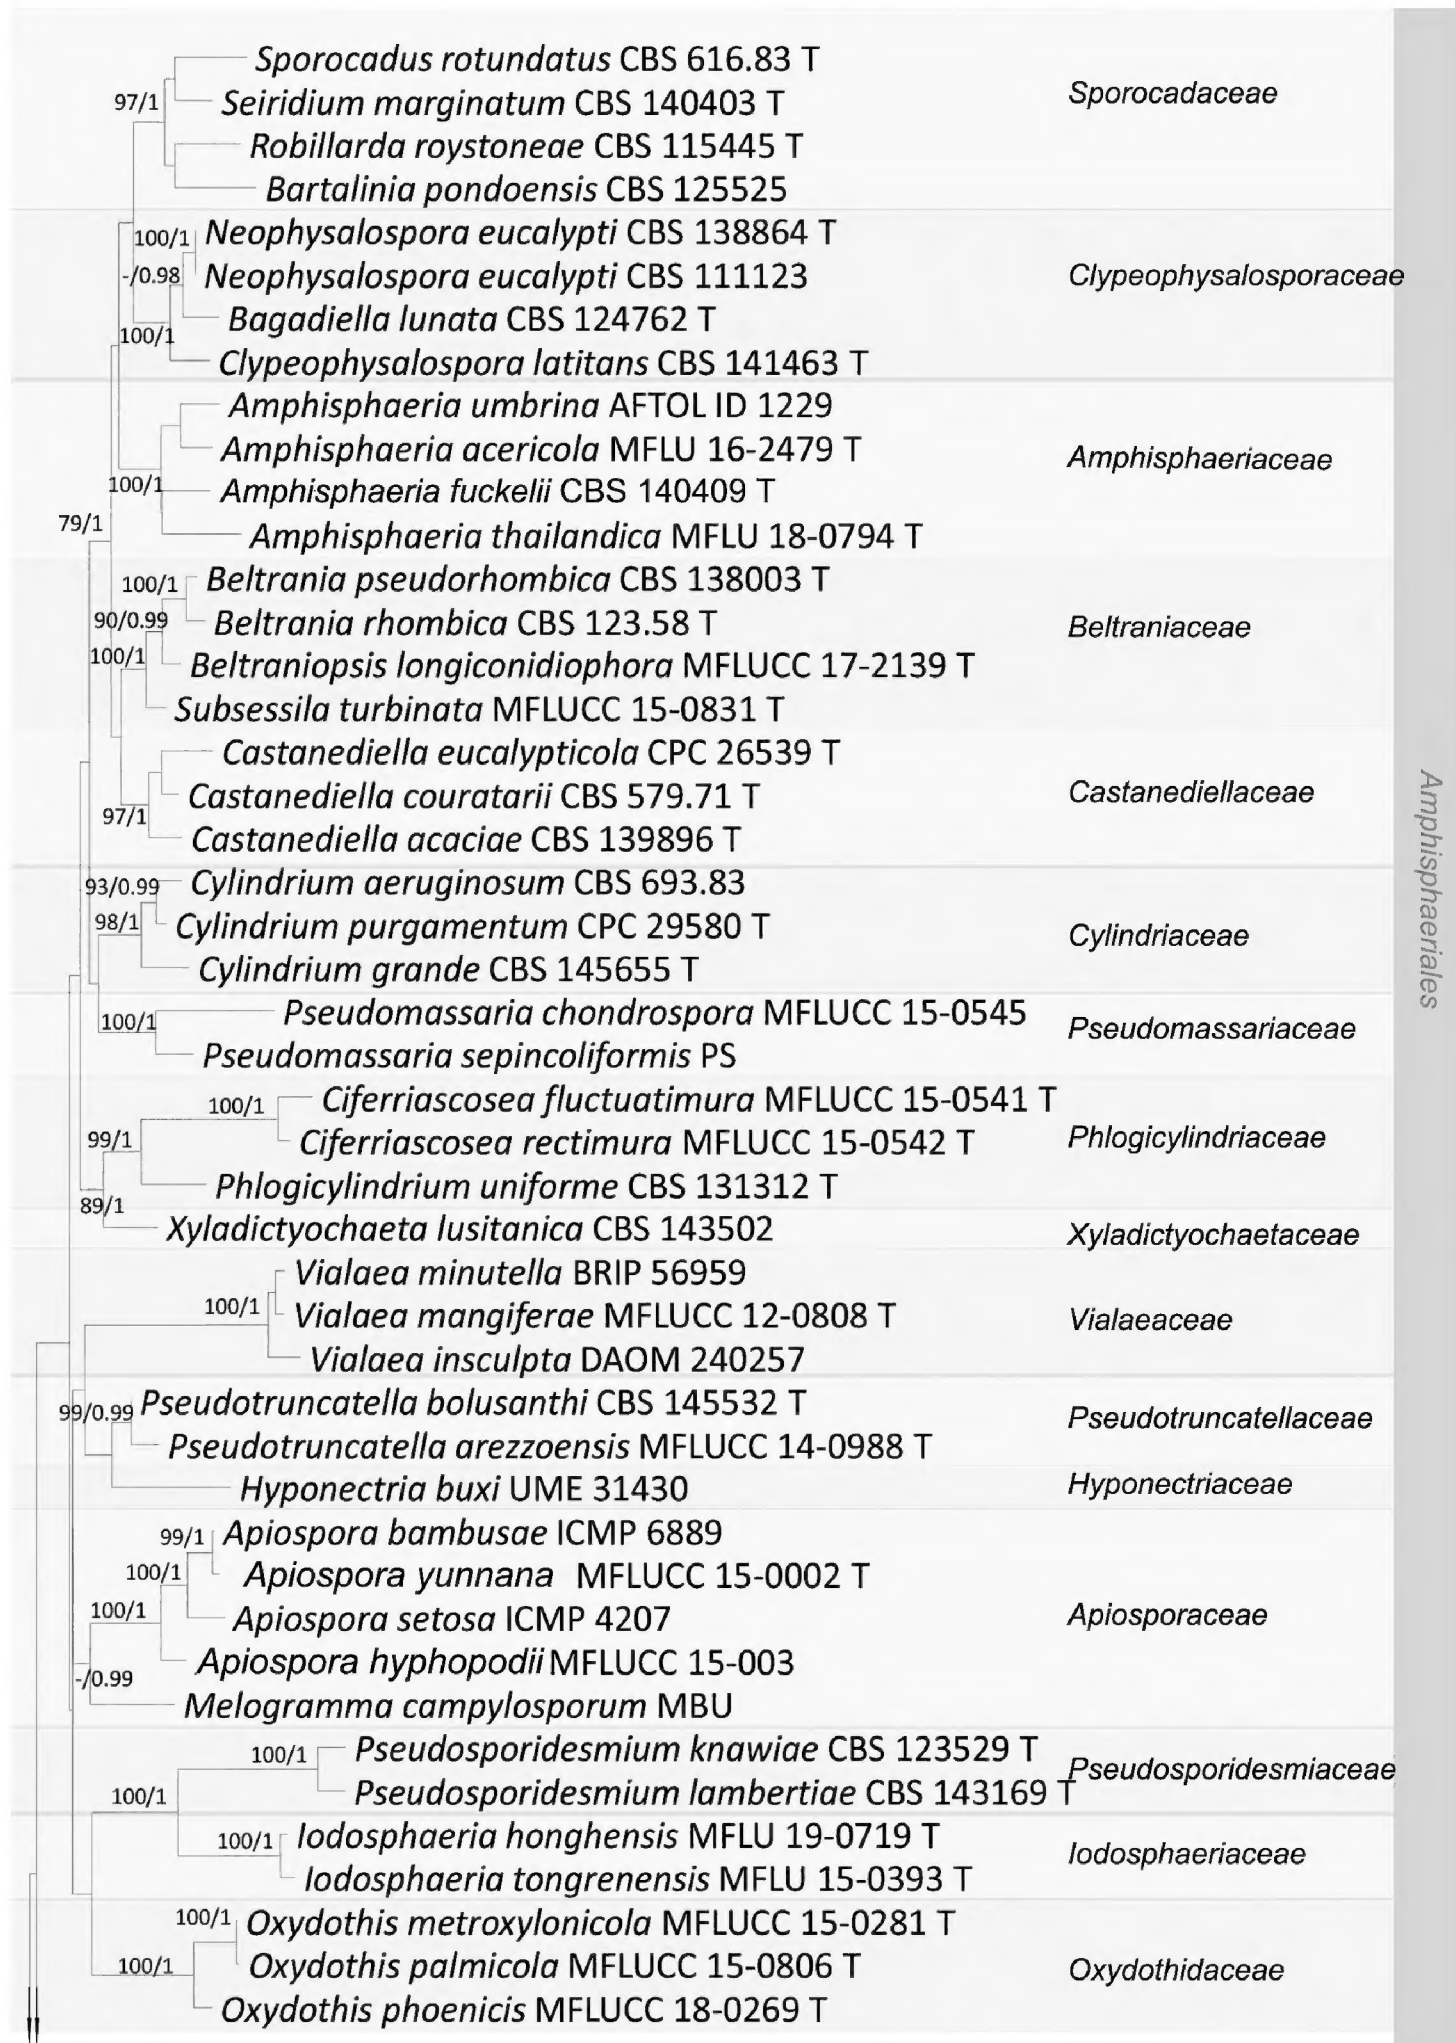 Sporocadus rotundatus CBS 616.83 T
97/1
Seiridium marginatum CBS 140403 T
Sporocadaceae
Robillarda roystoneae CBS 115445 T
Bartalinia pondoensis CBS 125525
100/1
Neophysalospora eucalypti CBS 138864 T
-/0.98
Neophysalospora eucalypti CBS 111123
Clypeophysalosporaceae
Bagadiella lunata CBS 124762 T
100/1
Clypeophysalospora latitans CBS 141463 T
Amphisphaeria umbrina AFTOL ID 1229
Amphisphaeria acericola MFLU 16-2479 T
Amphisphaeriaceae
100/1
Amphisphaeria fuckelii CBS 140409 T
79/1
Amphisphaeria thailandica MFLU 18-0794 T
100/1
Beltrania pseudorhombica CBS 138003 T
90/0.99
Beltrania rhombica CBS 123.58 T
Beltraniaceae
100/1
Beltraniopsis longiconidiophora MFLUCC 17-2139 T
Subsessila turbinata MFLUCC 15-0831 T
Castanediella eucalypticola CPC 26539 T
Castanediella couratarii CBS 579.71 T
Castanediellaceae
97/1
Castanediella acaciae CBS 139896 T
Amphisphaeriales
93/0.99
Cylindrium aeruginosum CBS 693.83
98/1
Cylindrium purgamentum CPC 29580 T
Cylindriaceae
Cylindrium grande CBS 145655 T
100/1
Pseudomassaria chondrospora MFLUCC 15-0545
Pseudomassariaceae
Pseudomassaria sepincoliformis PS
100/1
Ciferriascosea fluctuatimura MFLUCC 15-0541 T
99/1
Ciferriascosea rectimura MFLUCC 15-0542 T
Phlogicylindriaceae
Phlogicylindrium uniforme CBS 131312 T
89/1
Xyladictyochaeta lusitanica CBS 143502
Xyladictyochaetaceae
Vialaea minutella BRIP 56959
100/1
Vialaea mangiferae MFLUCC 12-0808 T
Vialaeaceae
Vialaea insculpta DAOM 240257
99/0.99
Pseudotruncatella bolusanthi CBS 145532 T
Pseudotruncatellaceae
Pseudotruncatella arezzoensis MFLUCC 14-0988 T
Hyponectria buxi UME 31430
Hyponectriaceae
99/1
Apiospora bambusae ICMP 6889
100/1
Apiospora yunnana MFLUCC 15-0002 T
100/1
Apiospora setosa ICMP 4207
Apiosporaceae
Apiospora hyphopodii MFLUCC 15-003
-/0.99
Melogramma campylosporum MBU
100/1
Pseudosporidesmium knawiae CBS 123529 T
Pseudosporidesmiaceae
100/1
Pseudosporidesmium lambertiae CBS 143169 T
100/1
Iodosphaeria honghensis MFLU 19-0719 T
Iodosphaeriaceae
Iodosphaeria tongrenensis MFLU 15-0393 T
100/1
Oxydothis metroxylonicola MFLUCC 15-0281 T
100/1
Oxydothis palmicola MFLUCC 15-0806 T
Oxydothidaceae
Oxydothis phoenicis MFLUCC 18-0269 T